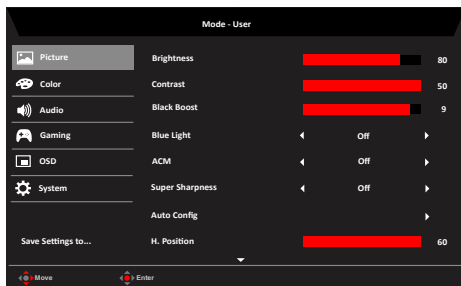 Mode - User
Picture
Brightness 80
Color
Contrast 50
Audio
Black Boost 9
Gaming
Blue Light Off
OSD
ACM Off
System
Super Sharpness Off
Auto Config
Save Settings to...
H. Position 60
Move Enter